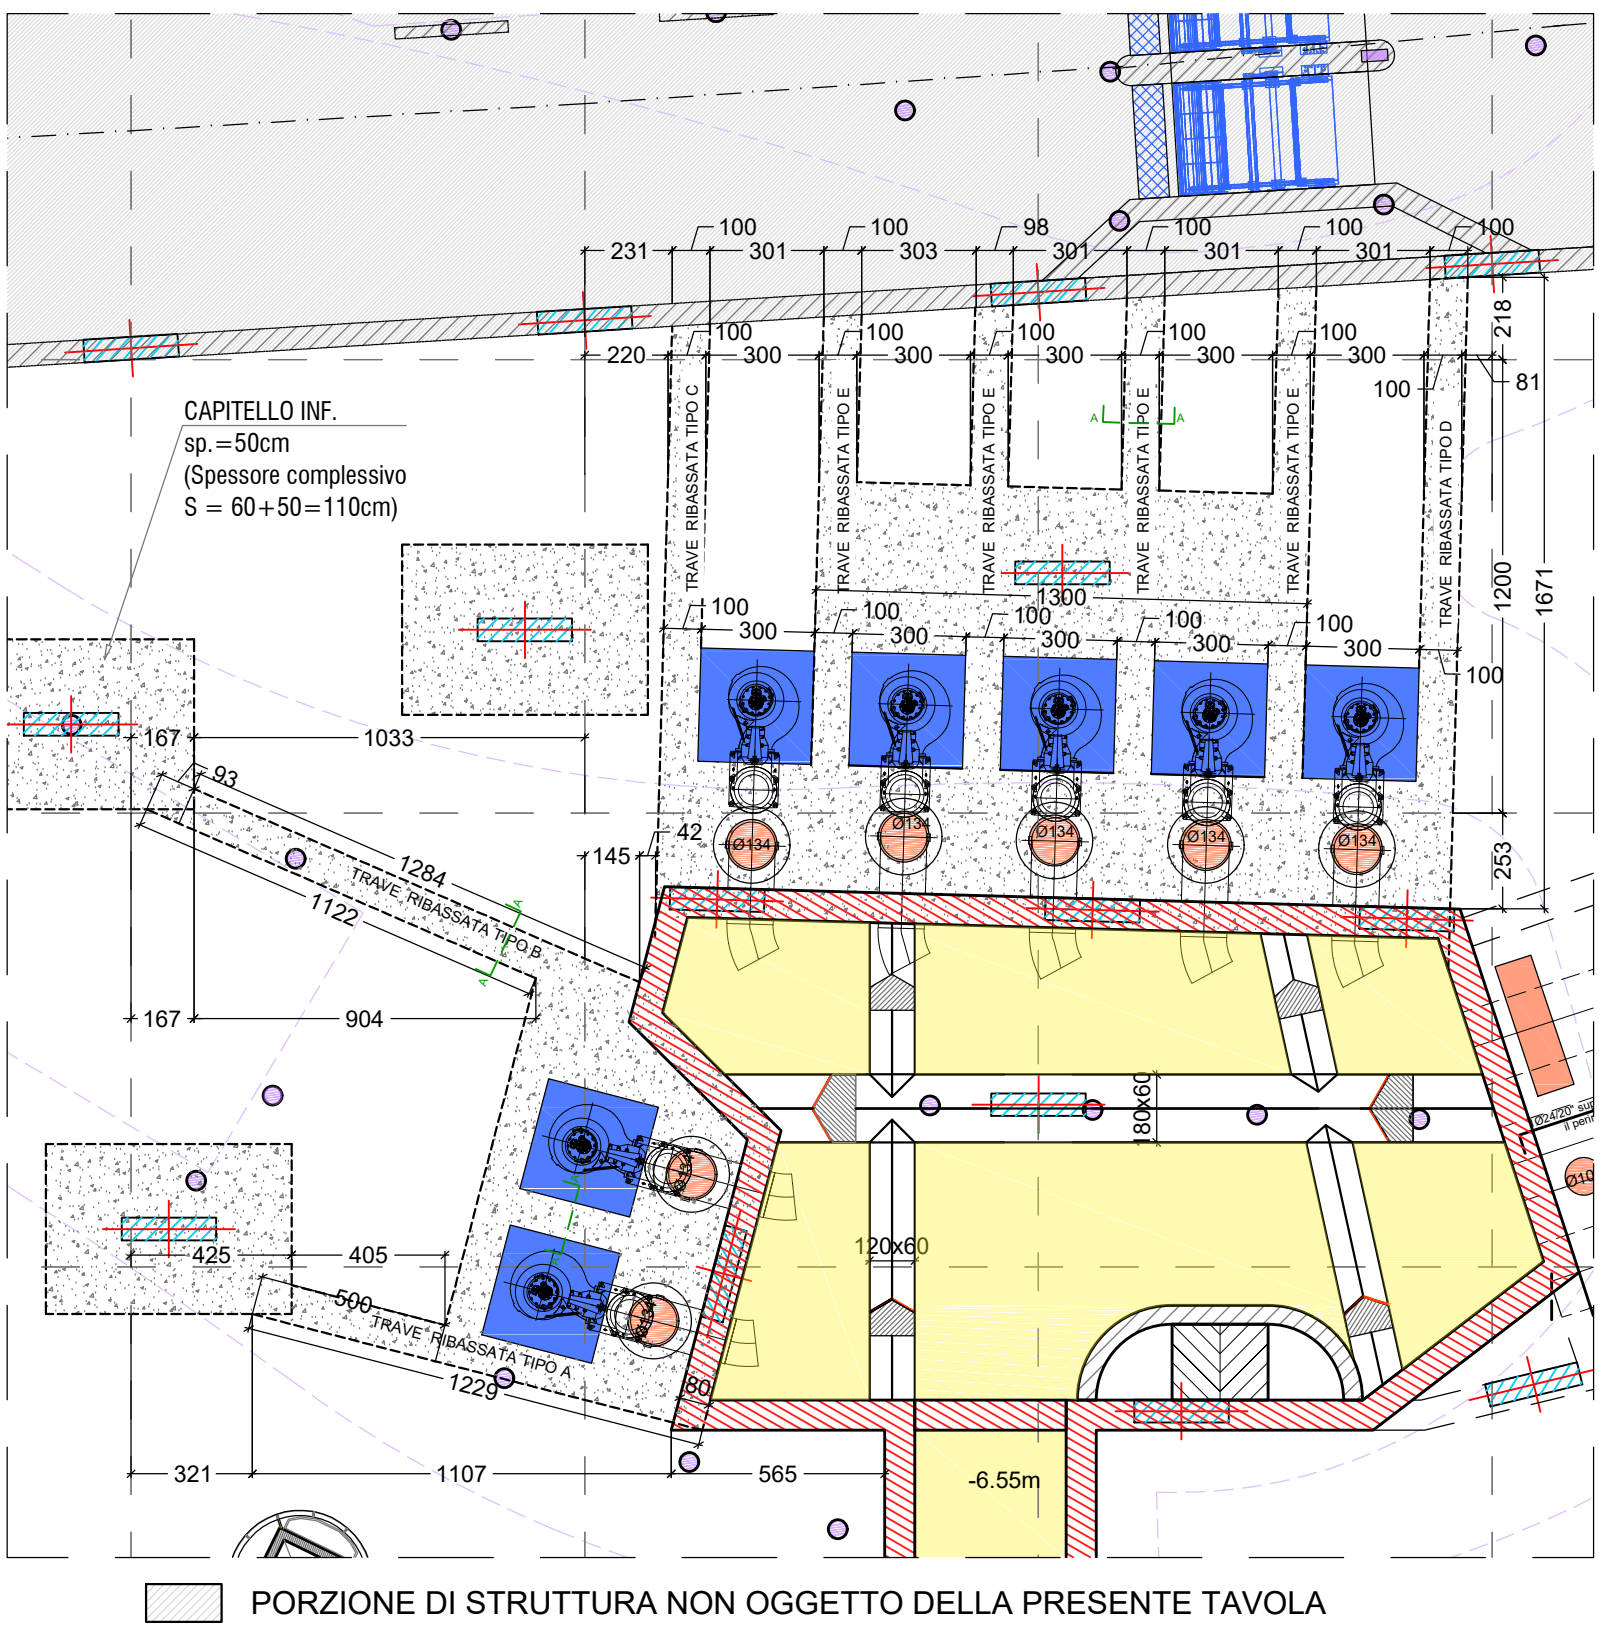 100
100
98
100
100
100
231
301
303
301
301
301
218
100
100
100
100
100
220
300
300
300
300
300
100
81
CAPITELLO INF.
sp.=50cm
(Spessore complessivo
S = 60+50=110cm)
TRAVE RIBASSATA TIPO C
TRAVE RIBASSATA TIPO E
TRAVE RIBASSATA TIPO E
TRAVE RIBASSATA TIPO E
TRAVE RIBASSATA TIPO E
TRAVE RIBASSATA TIPO D
A
A
1200
1671
1300
100
100
100
100
100
300
300
300
300
300
100
167
1033
93
42
145
Ø134
Ø134
Ø134
Ø134
Ø134
253
1284
TRAVE RIBASSATA TIPO B
1122
A
A
167
904
180x60
Ø24/20"
Ø134
A
A
120x60
425
405
500
TRAVE RIBASSATA TIPO A
1229
Ø134
80
321
1107
565
-6.55m
PORZIONE DI STRUTTURA NON OGGETTO DELLA PRESENTE TAVOLA